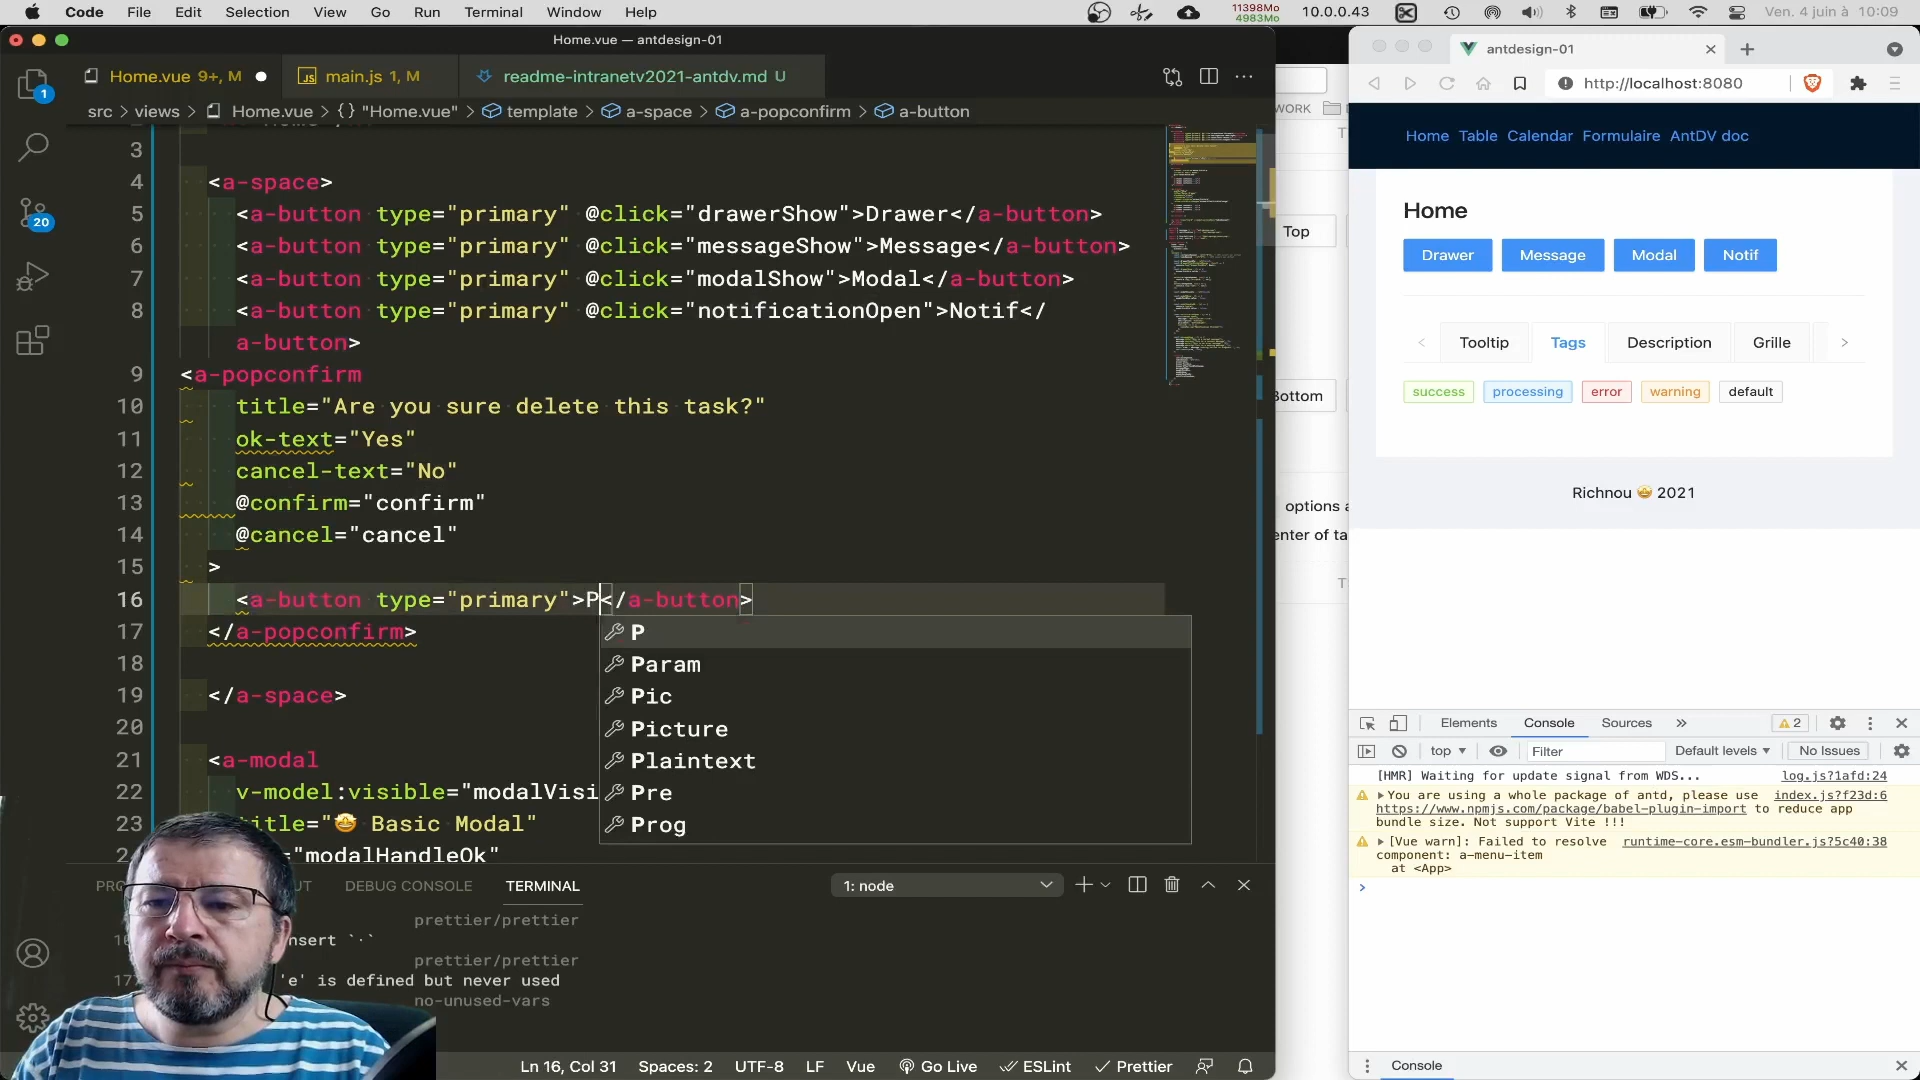 Code File Edit Selection View Go Run Terminal Window Help
11398Mo
4983Mo
10.0.0.43
Ven. 4 juin à 10:09
Home.vue — antdesign-01
Home.vue 9+, M
main.js 1, M
readme-intranetv2021-antdv.md U
src > views > Home.vue > {} "Home.vue" > template > a-space > a-popconfirm > a-button
3
4 <a-space>
5 <a-button type="primary" @click="drawerShow">Drawer</a-button>
6 <a-button type="primary" @click="messageShow">Message</a-button>
7 <a-button type="primary" @click="modalShow">Modal</a-button>
8 <a-button type="primary" @click="notificationOpen">Notif</
a-button>
9 <a-popconfirm
10 title="Are you sure delete this task?"
11 ok-text="Yes"
12 cancel-text="No"
13 @confirm="confirm"
14 @cancel="cancel"
15 >
16 <a-button type="primary">P</a-button>
17 </a-popconfirm>
18
19 </a-space>
20
21 <a-modal
22 v-model:visible="modalVisi
23 title="🤩 Basic Modal"
="modalHandleOk"
P
Param
Pic
Picture
Plaintext
Pre
Prog
1
20
DEBUG CONSOLE
TERMINAL
1: node
prettier/prettier
nsert `·`
prettier/prettier
177
'e' is defined but never used
no-unused-vars
Ln 16, Col 31 Spaces: 2 UTF-8 LF Vue Go Live ESLint Prettier
WORK
Top
Bottom
options a
enter of ta
antdesign-01
http://localhost:8080
Home Table Calendar Formulaire AntDV doc
Home
Drawer Message Modal Notif
< Tooltip Tags Description Grille >
success processing error warning default
Richnou 🤩 2021
Elements Console Sources » 2
top Filter Default levels No Issues
[HMR] Waiting for update signal from WDS... log.js?1afd:24
You are using a whole package of antd, please use index.js?f23d:6
https://www.npmjs.com/package/babel-plugin-import to reduce app
bundle size. Not support Vite !!!
[Vue warn]: Failed to resolve runtime-core.esm-bundler.js?5c40:38
component: a-menu-item
at <App>
>
Console